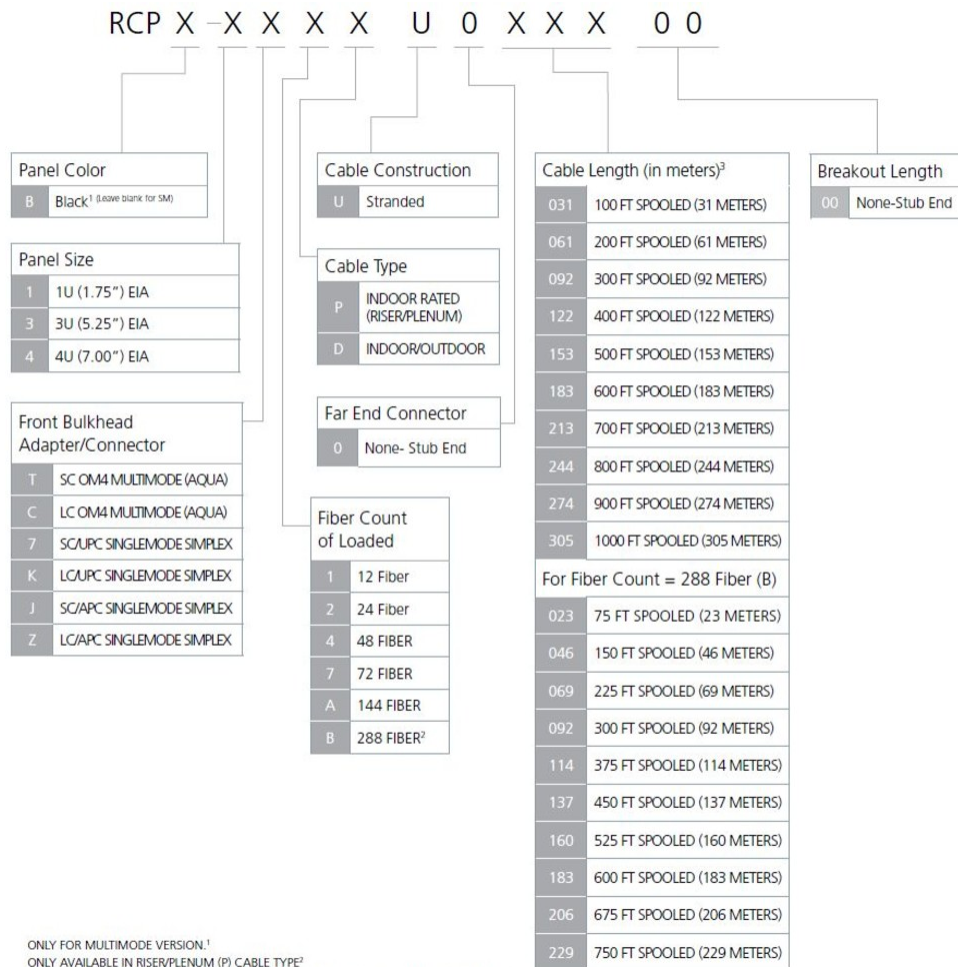 RCP X -X X X X U 0 X X X 0 0
Panel Color
B Black¹ (Leave blank for SM)
Panel Size
1 1U (1.75”) EIA
3 3U (5.25”) EIA
4 4U (7.00”) EIA
Front Bulkhead
Adapter/Connector
T SC OM4 MULTIMODE (AQUA)
C LC OM4 MULTIMODE (AQUA)
7 SC/UPC SINGLEMODE SIMPLEX
K LC/UPC SINGLEMODE SIMPLEX
J SC/APC SINGLEMODE SIMPLEX
Z LC/APC SINGLEMODE SIMPLEX
Cable Construction
U Stranded
Cable Type
P INDOOR RATED
(RISER/PLENUM)
D INDOOR/OUTDOOR
Far End Connector
0 None- Stub End
Fiber Count
of Loaded
1 12 Fiber
2 24 Fiber
4 48 FIBER
7 72 FIBER
A 144 FIBER
B 288 FIBER²
Cable Length (in meters)³
031 100 FT SPOOLED (31 METERS)
061 200 FT SPOOLED (61 METERS)
092 300 FT SPOOLED (92 METERS)
122 400 FT SPOOLED (122 METERS)
153 500 FT SPOOLED (153 METERS)
183 600 FT SPOOLED (183 METERS)
213 700 FT SPOOLED (213 METERS)
244 800 FT SPOOLED (244 METERS)
274 900 FT SPOOLED (274 METERS)
305 1000 FT SPOOLED (305 METERS)
For Fiber Count = 288 Fiber (B)
023 75 FT SPOOLED (23 METERS)
046 150 FT SPOOLED (46 METERS)
069 225 FT SPOOLED (69 METERS)
092 300 FT SPOOLED (92 METERS)
114 375 FT SPOOLED (114 METERS)
137 450 FT SPOOLED (137 METERS)
160 525 FT SPOOLED (160 METERS)
183 600 FT SPOOLED (183 METERS)
206 675 FT SPOOLED (206 METERS)
229 750 FT SPOOLED (229 METERS)
Breakout Length
00 None-Stub End
ONLY FOR MULTIMODE VERSION.¹
ONLY AVAILABLE IN RISER/PLENUM (P) CABLE TYPE²